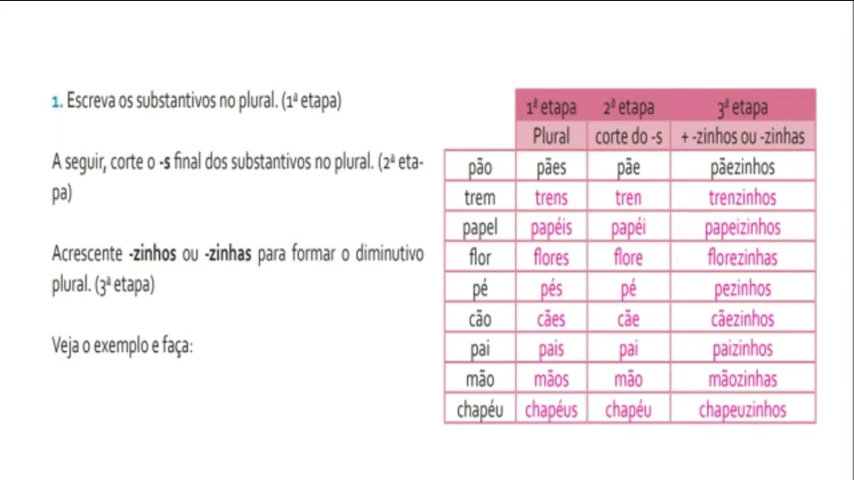 1. Escreva os substantivos no plural. (1ª etapa)
A seguir, corte o -s final dos substantivos no plural. (2ª eta-
pa)
Acrescente -zinhos ou -zinhas para formar o diminutivo
plural. (3ª etapa)
Veja o exemplo e faça:
1ª etapa 2ª etapa 3ª etapa
Plural corte do -s + -zinhos ou -zinhas
pão pães pãe pãezinhos
trem trens tren trenzinhos
papel papéis papéi papeizinhos
flor flores flore florezinhas
pé pés pé pezinhos
cão cães cãe cãezinhos
pai pais pai paizinhos
mão mãos mão mãozinhas
chapéu chapéus chapéu chapeuzinhos